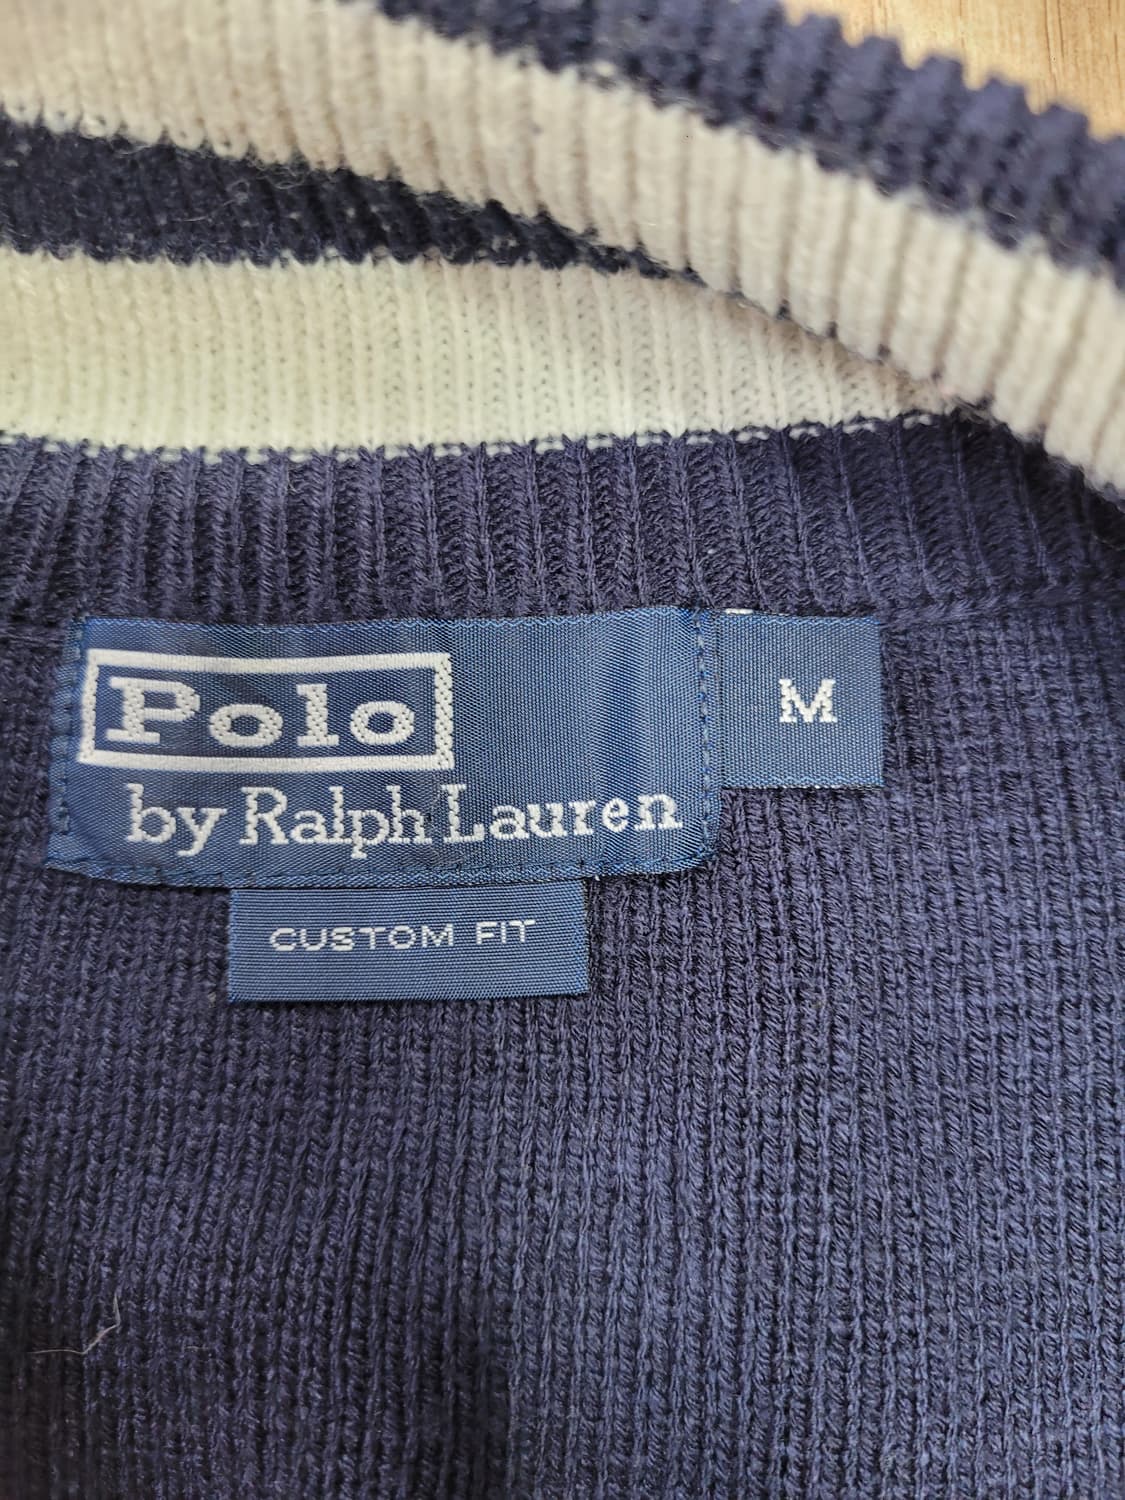 Polo
by Ralph Lauren
M
CUSTOM FIT